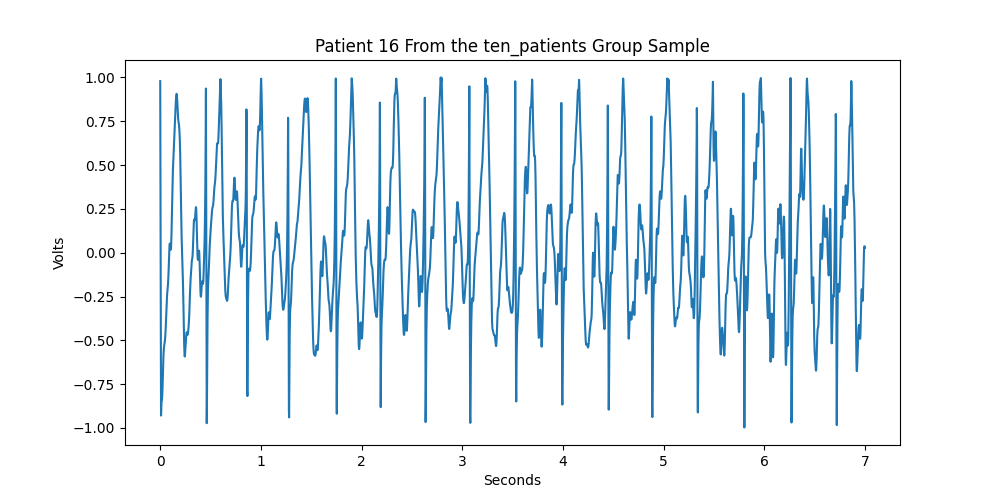 Patient 16 From the ten_patients Group Sample
1.00
0.75
0.50
0.25
0.00
−0.25
−0.50
−0.75
−1.00
Volts
0 1 2 3 4 5 6 7
Seconds